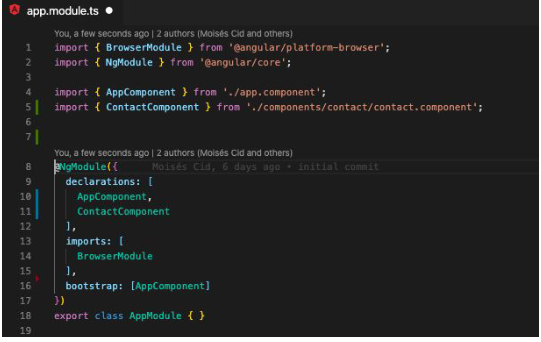 app.module.ts ●
You, a few seconds ago | 2 authors (Moisés Cid and others)
1 import { BrowserModule } from '@angular/platform-browser';
2 import { NgModule } from '@angular/core';
3
4 import { AppComponent } from './app.component';
5 import { ContactComponent } from './components/contact/contact.component';
6
7
You, a few seconds ago | 2 authors (Moisés Cid and others)
8 @NgModule({ Moisés Cid, 6 days ago • initial commit
9 declarations: [
10 AppComponent,
11 ContactComponent
12 ],
13 imports: [
14 BrowserModule
15 ],
16 bootstrap: [AppComponent]
17 })
18 export class AppModule { }
19